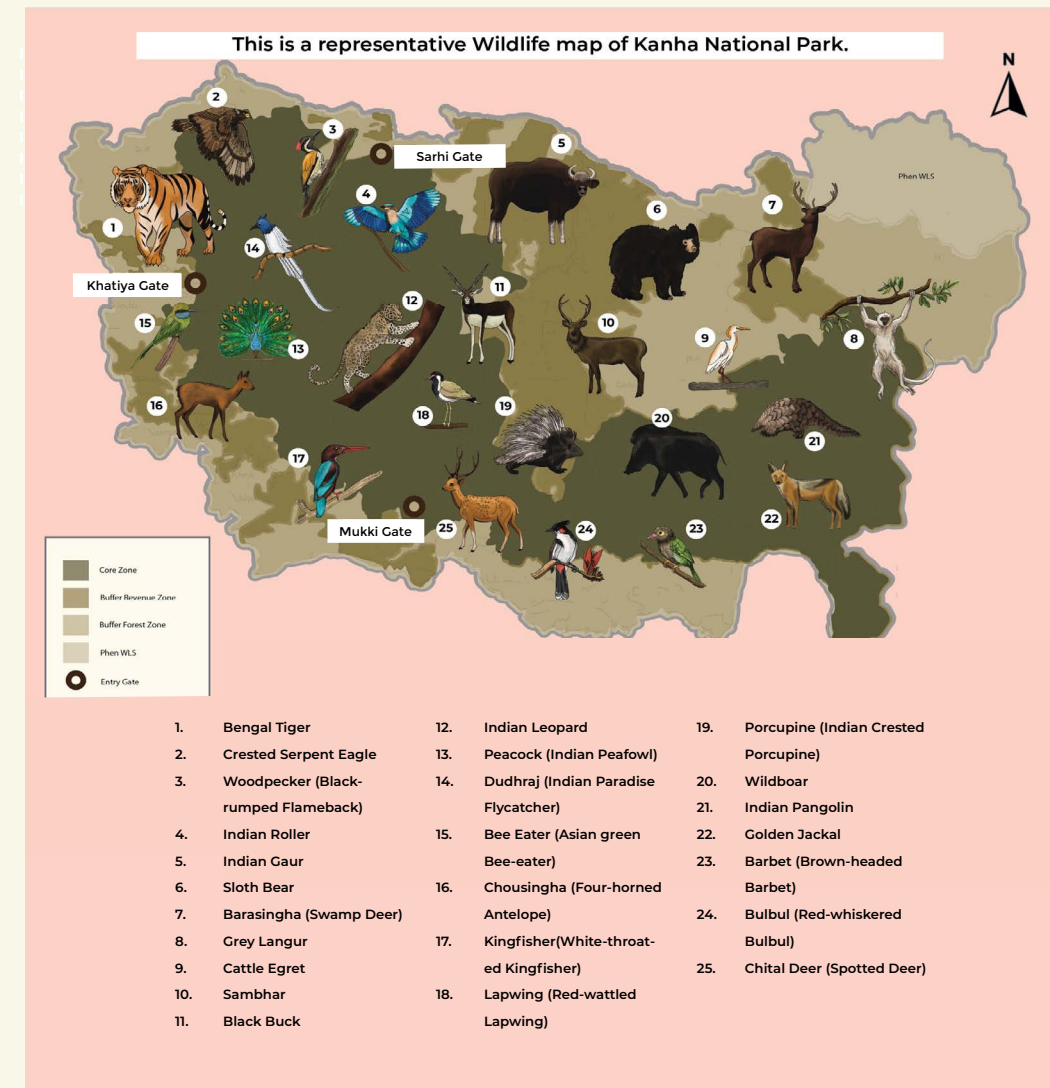 This is a representative Wildlife map of Kanha National Park.
N
2
3
Sarhi Gate
5
Phen WLS
4
6
7
1
14
Khatiya Gate
11
12
15
10
13
9
8
16
18
19
20
21
17
Mukki Gate
25
24
23
22
Core Zone
Buffer Revenue Zone
Buffer Forest Zone
Phen WLS
Entry Gate
1. Bengal Tiger
2. Crested Serpent Eagle
3. Woodpecker (Black-
rumped Flameback)
4. Indian Roller
5. Indian Gaur
6. Sloth Bear
7. Barasingha (Swamp Deer)
8. Grey Langur
9. Cattle Egret
10. Sambhar
11. Black Buck
12. Indian Leopard
13. Peacock (Indian Peafowl)
14. Dudhraj (Indian Paradise
Flycatcher)
15. Bee Eater (Asian green
Bee-eater)
16. Chousingha (Four-horned
Antelope)
17. Kingfisher(White-throat-
ed Kingfisher)
18. Lapwing (Red-wattled
Lapwing)
19. Porcupine (Indian Crested
Porcupine)
20. Wildboar
21. Indian Pangolin
22. Golden Jackal
23. Barbet (Brown-headed
Barbet)
24. Bulbul (Red-whiskered
Bulbul)
25. Chital Deer (Spotted Deer)